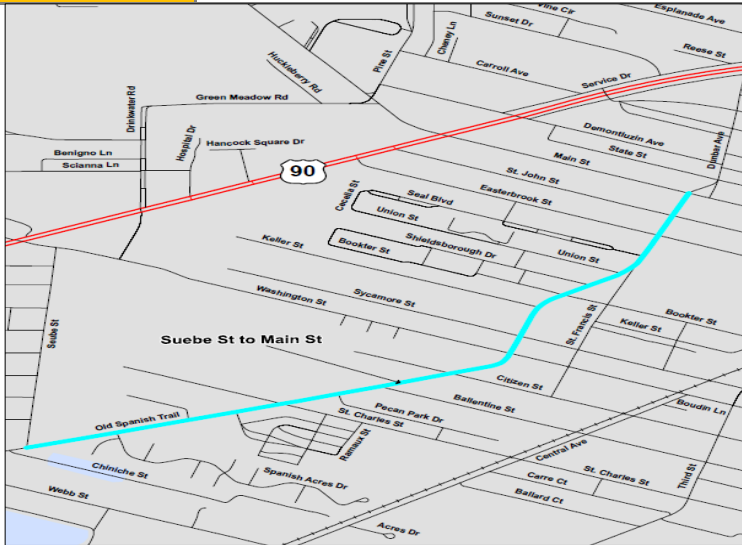 Vine Cir
Esplanade Ave
Sunset Dr
Chaney Ln
Reese St
Pine St
Carroll Ave
Huckleberry Rd
Service Dr
Green Meadow Rd
Drinkwater Rd
Hospital Dr
Hancock Square Dr
Demontluzin Ave
State St
Dunbar Ave
Main St
Benigno Ln
Scianna Ln
90
St. John St
Cecelia St
Seal Blvd
Easterbrook St
Union St
Keller St
Bookter St
Shieldsborough Dr
Union St
Washington St
Sycamore St
St. Francis St
Bookter St
Keller St
Seube St
Suebe St to Main St
Citizen St
Ballentine St
Boudin Ln
Old Spanish Trail
Pecan Park Dr
St. Charles St
Ramaux St
Central Ave
Chiniche St
Spanish Acres Dr
Carre Ct
St. Charles St
Third St
Webb St
Ballard Ct
Acres Dr